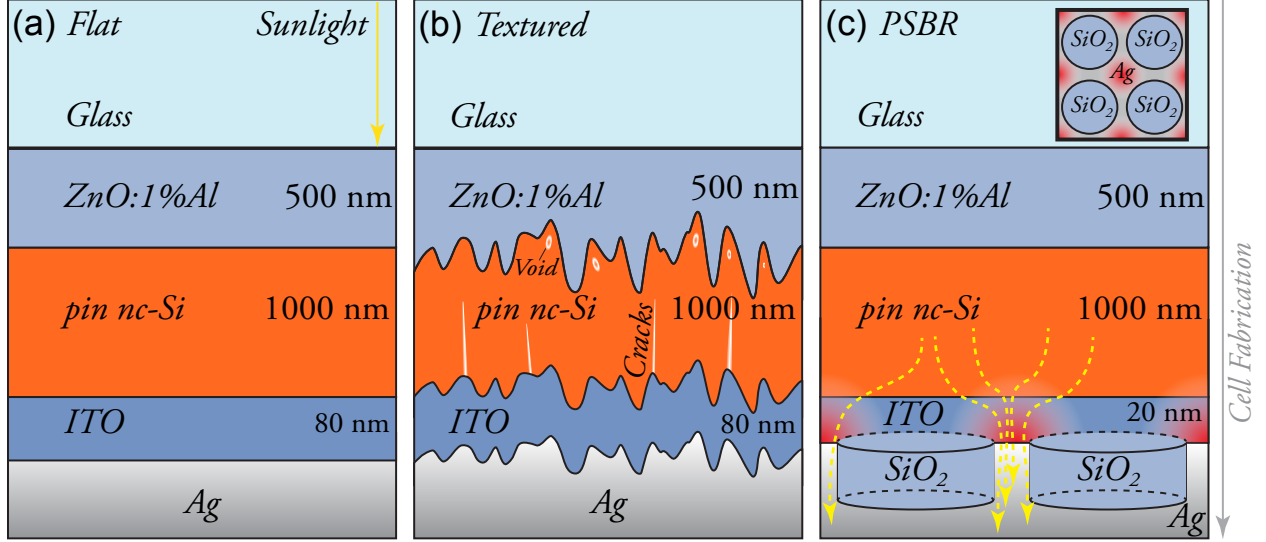 (a) Flat Sunlight
Glass
ZnO:1%Al 500 nm
pin nc-Si 1000 nm
ITO 80 nm
Ag
(b) Textured
Glass
ZnO:1%Al 500 nm
Void
pin nc-Si 1000 nm
Cracks
ITO 80 nm
Ag
(c) PSBR
SiO₂ SiO₂
Ag
SiO₂ SiO₂
Glass
ZnO:1%Al 500 nm
pin nc-Si 1000 nm
ITO 20 nm
SiO₂ SiO₂
Ag
Cell Fabrication